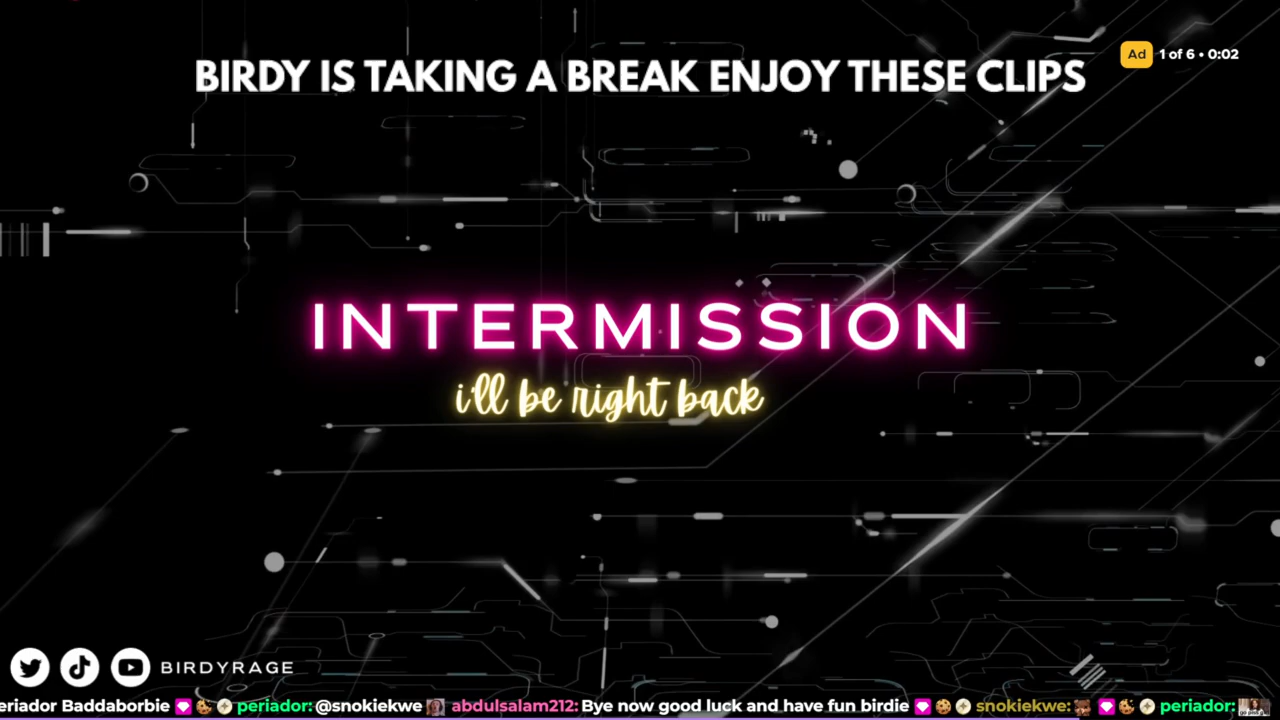 BIRDY IS TAKING A BREAK ENJOY THESE CLIPS
Ad 1 of 6 • 0:02
INTERMISSION
i'll be right back
BIRDYRAGE
eriador Baddaborbie periador: @snokiekwe abdulsalam212: Bye now good luck and have fun birdie snokiekwe: periador: